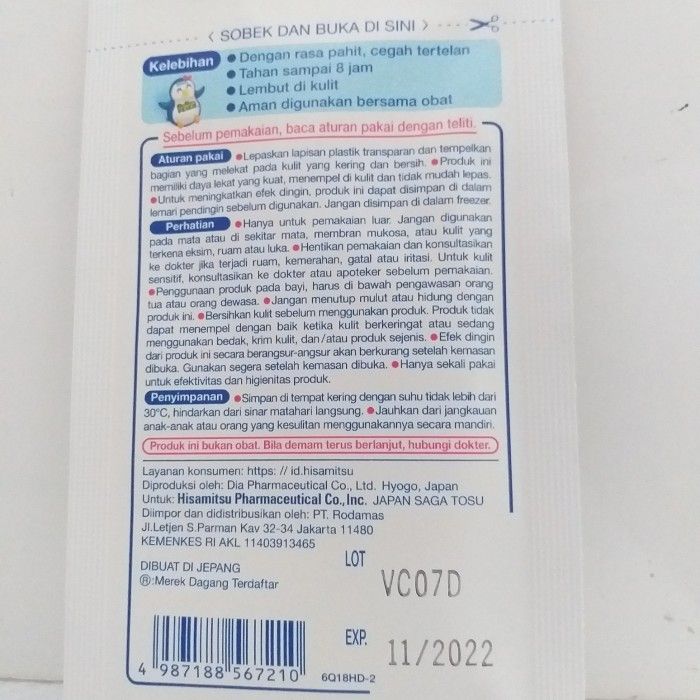 < SOBEK DAN BUKA DI SINI >
Kelebihan
● Dengan rasa pahit, cegah tertelan
● Tahan sampai 8 jam
● Lembut di kulit
● Aman digunakan bersama obat
Sebelum pemakaian, baca aturan pakai dengan teliti.
Aturan pakai ●Lepaskan lapisan plastik transparan dan tempelkan
bagian yang melekat pada kulit yang kering dan bersih. ●Produk ini
memiliki daya lekat yang kuat, menempel di kulit dan tidak mudah lepas.
●Untuk meningkatkan efek dingin, produk ini dapat disimpan di dalam
lemari pendingin sebelum digunakan. Jangan disimpan di dalam freezer.
Perhatian ●Hanya untuk pemakaian luar. Jangan digunakan
pada mata atau di sekitar mata, membran mukosa, atau kulit yang
terkena eksim, ruam atau luka. ●Hentikan pemakaian dan konsultasikan
ke dokter jika terjadi ruam, kemerahan, gatal atau iritasi. Untuk kulit
sensitif, konsultasikan ke dokter atau apoteker sebelum pemakaian.
●Penggunaan produk pada bayi, harus di bawah pengawasan orang
tua atau orang dewasa. ●Jangan menutup mulut atau hidung dengan
produk ini. ●Bersihkan kulit sebelum menggunakan produk. Produk tidak
dapat menempel dengan baik ketika kulit berkeringat atau sedang
menggunakan bedak, krim kulit, dan/atau produk sejenis. ●Efek dingin
dari produk ini secara berangsur-angsur akan berkurang setelah kemasan
dibuka. Gunakan segera setelah kemasan dibuka. ●Hanya sekali pakai
untuk efektivitas dan higienitas produk.
Penyimpanan ●Simpan di tempat kering dengan suhu tidak lebih dari
30°C, hindarkan dari sinar matahari langsung. ●Jauhkan dari jangkauan
anak-anak atau orang yang kesulitan menggunakannya secara mandiri.
Produk ini bukan obat. Bila demam terus berlanjut, hubungi dokter.
Layanan konsumen: https: // id.hisamitsu
Diproduksi oleh: Dia Pharmaceutical Co., Ltd. Hyogo, Japan
Untuk: Hisamitsu Pharmaceutical Co., Inc. JAPAN SAGA TOSU
Diimpor dan didistribusikan oleh: PT. Rodamas
Jl.Letjen S.Parman Kav 32-34 Jakarta 11480
KEMENKES RI AKL 11403913465
DIBUAT DI JEPANG
®:Merek Dagang Terdaftar
LOT VC07D
EXP. 11/2022
4 987188 567210
6Q18HD-2